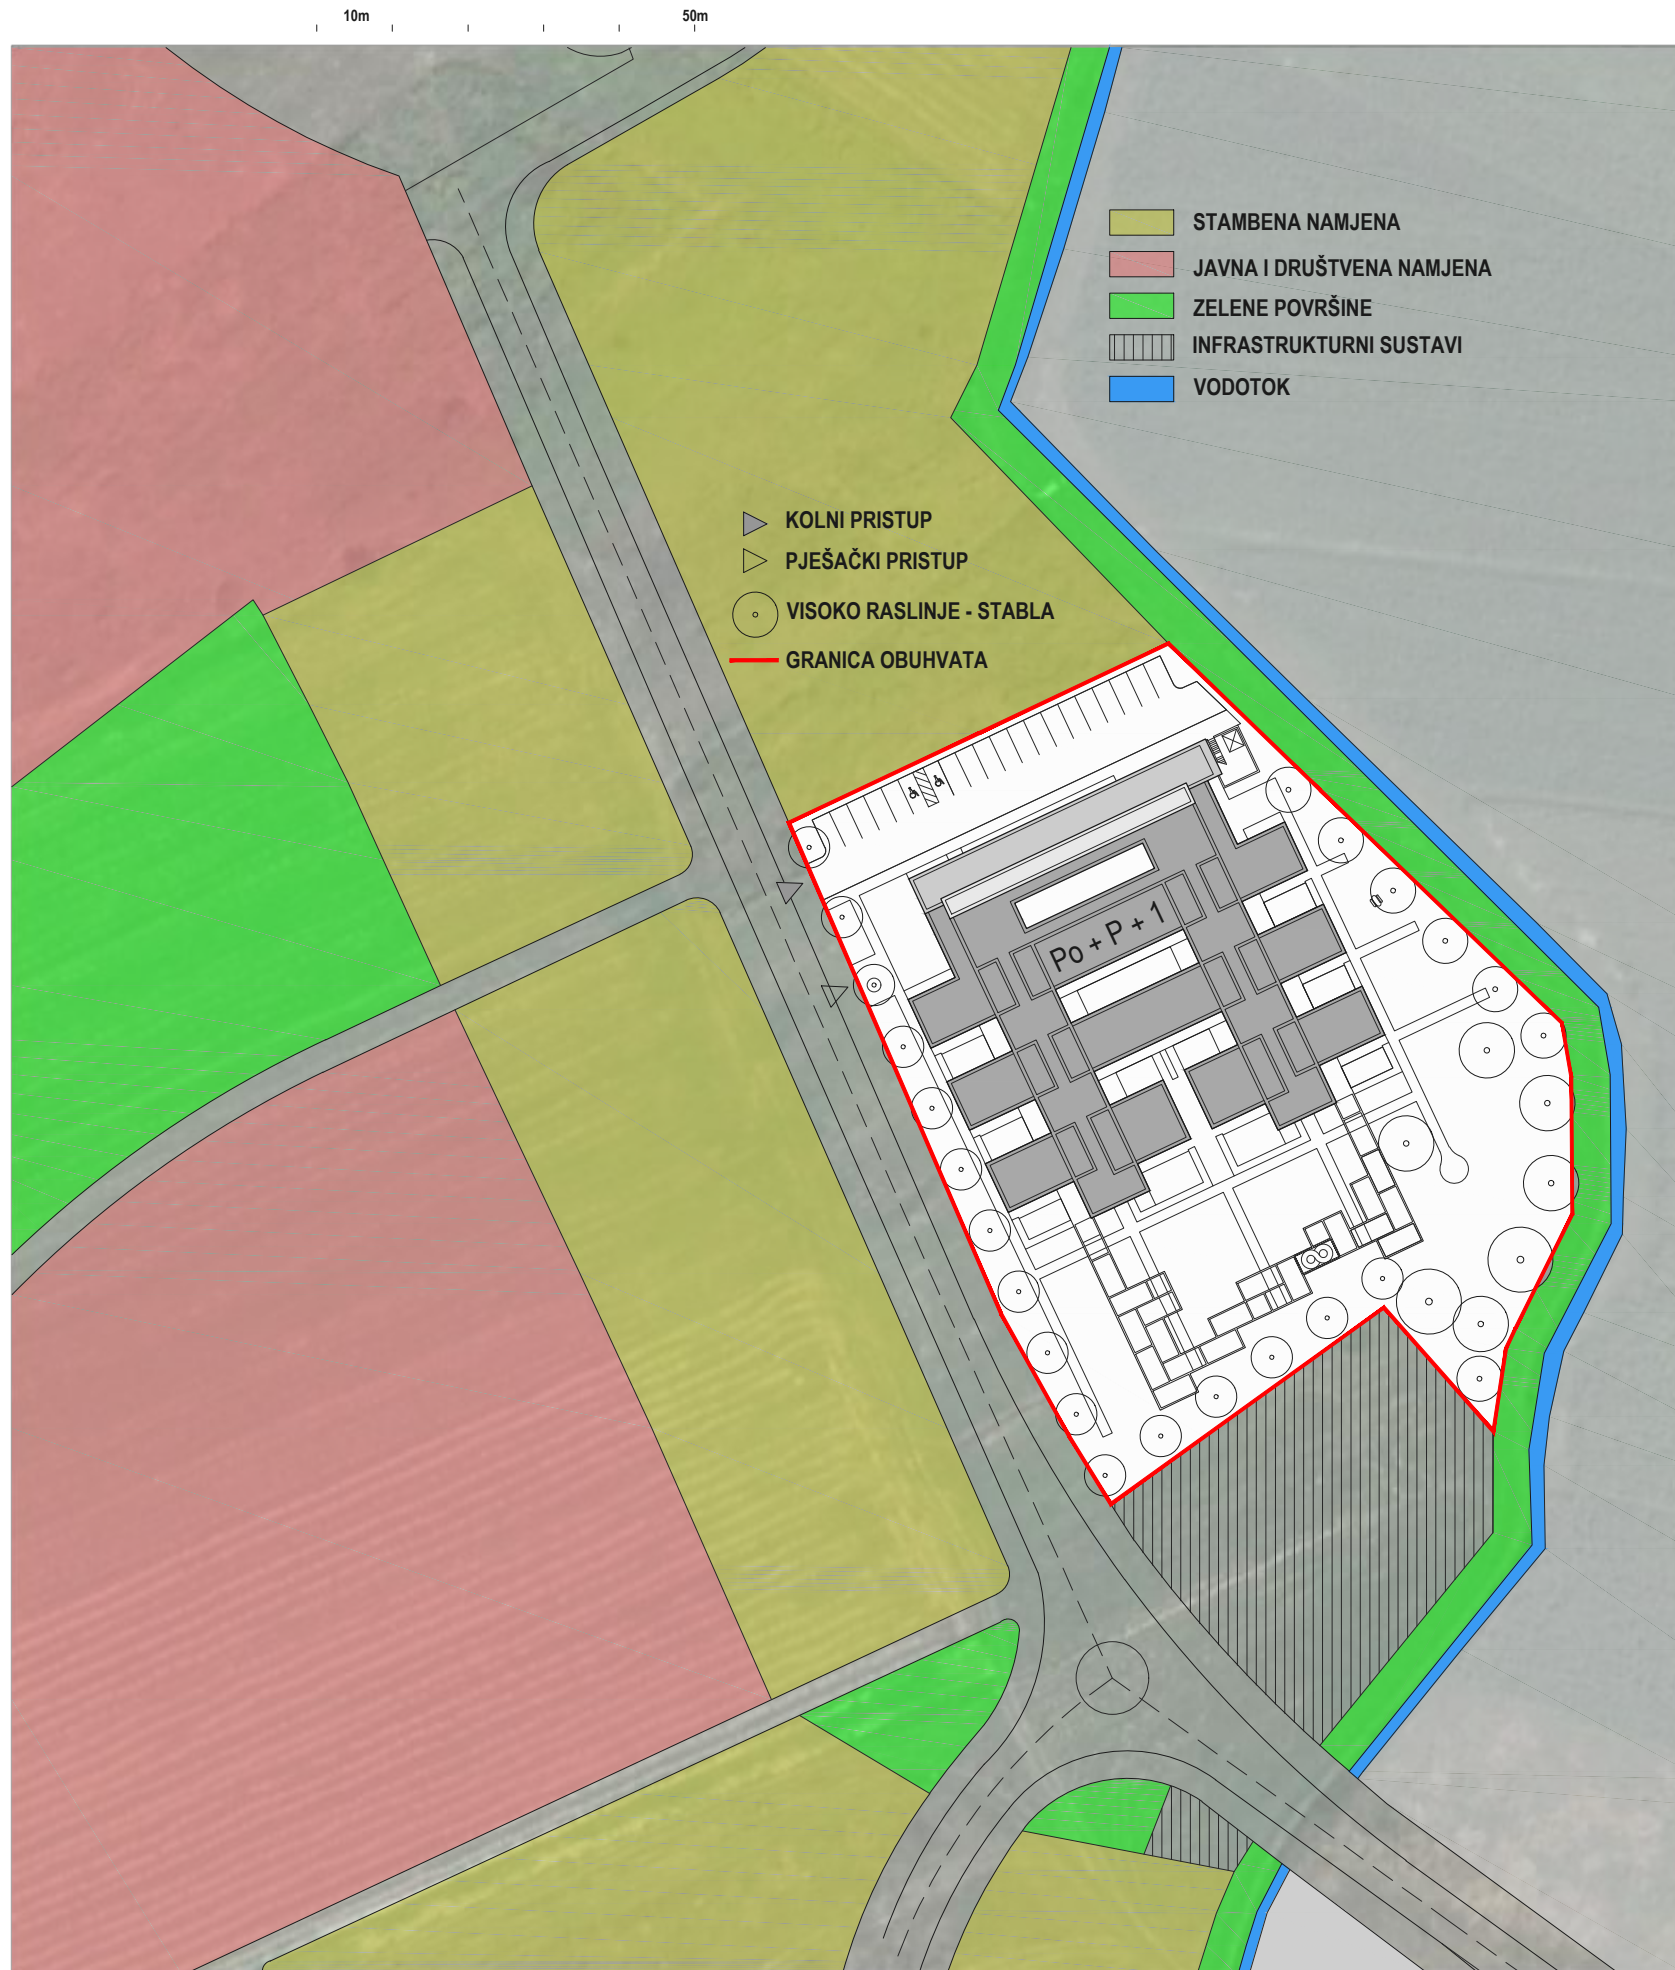 10m 50m
STAMBENA NAMJENA
JAVNA I DRUŠTVENA NAMJENA
ZELENE POVRŠINE
INFRASTRUKTURNI SUSTAVI
VODOTOK
KOLNI PRISTUP
PJEŠAČKI PRISTUP
VISOKO RASLINJE - STABLA
GRANICA OBUHVATA
Po + P + 1